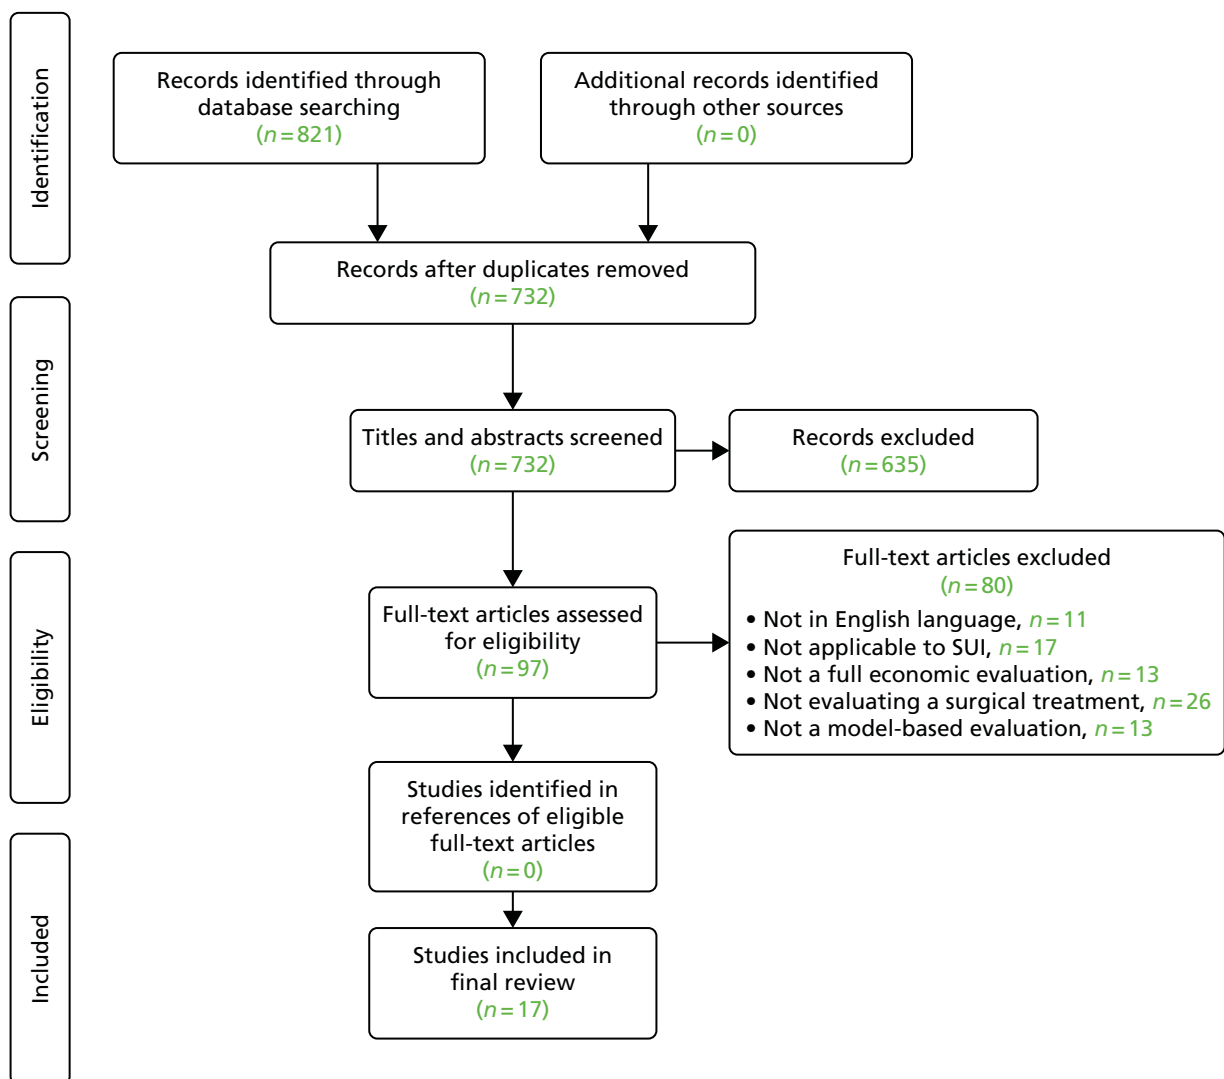 Identification
Records identified through
database searching
(n=821)
Additional records identified
through other sources
(n=0)
Records after duplicates removed
(n=732)
Screening
Titles and abstracts screened
(n=732)
Records excluded
(n=635)
Eligibility
Full-text articles assessed
for eligibility
(n=97)
Full-text articles excluded
(n=80)
• Not in English language, n=11
• Not applicable to SUI, n=17
• Not a full economic evaluation, n=13
• Not evaluating a surgical treatment, n=26
• Not a model-based evaluation, n=13
Studies identified in
references of eligible
full-text articles
(n=0)
Included
Studies included in
final review
(n=17)